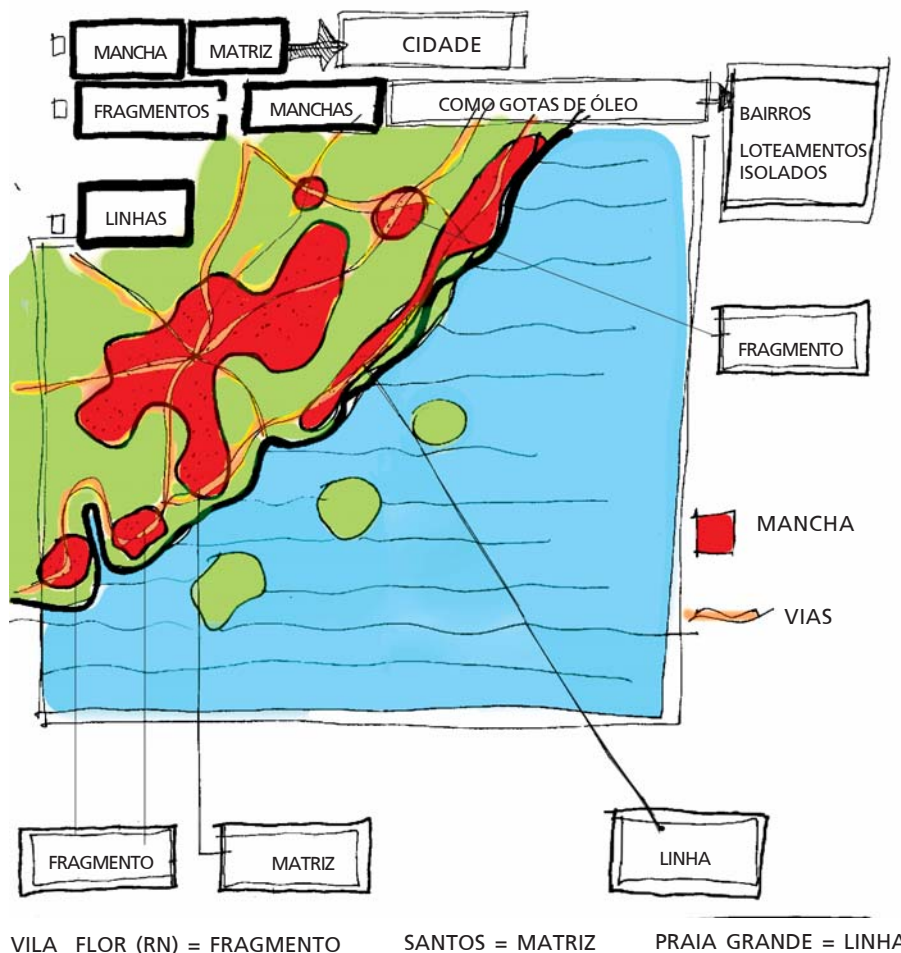 MANCHA MATRIZ CIDADE
FRAGMENTOS MANCHAS COMO GOTAS DE ÓLEO
BAIRROS
LOTEAMENTOS
ISOLADOS
LINHAS
FRAGMENTO
MANCHA
VIAS
FRAGMENTO MATRIZ LINHA
VILA FLOR (RN) = FRAGMENTO SANTOS = MATRIZ PRAIA GRANDE = LINHA